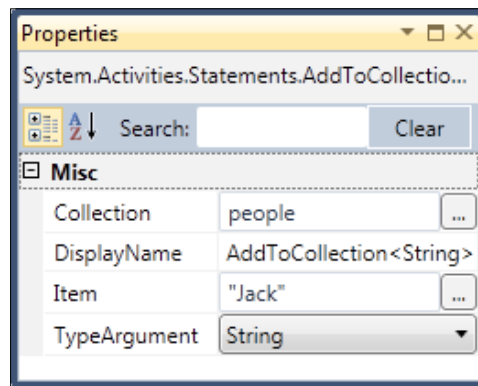 Properties
System.Activities.Statements.AddToCollectio...
A Z Search: Clear
Misc
Collection people ...
DisplayName AddToCollection<String>
Item "Jack" ...
TypeArgument String